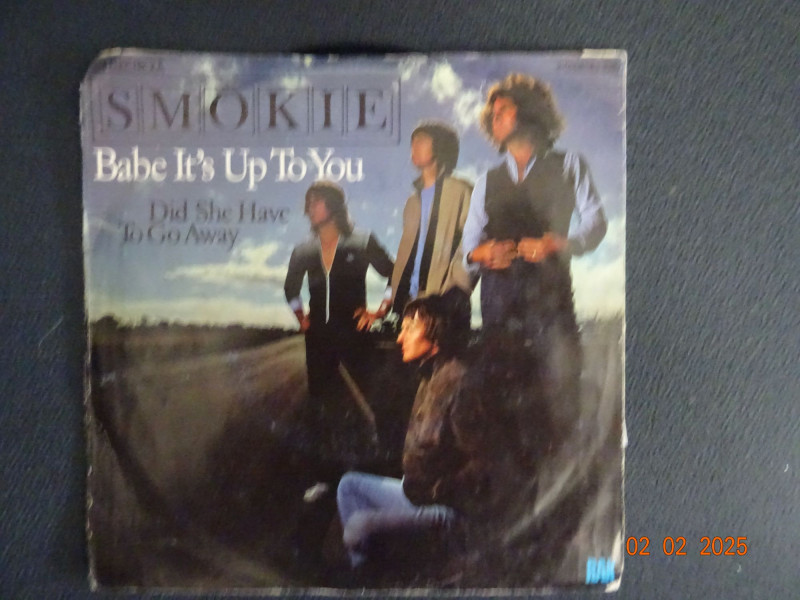 SMOKIE
Babe It's Up To You
Did She Have
To Go Away
RAK
02 02 2025